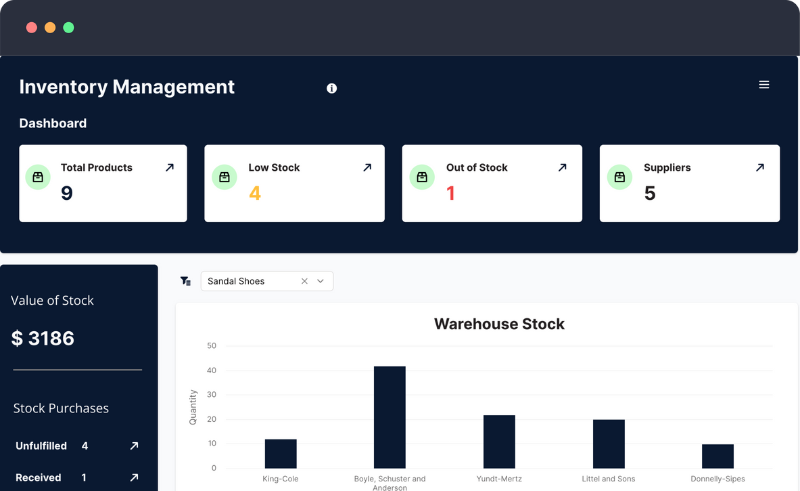 Inventory Management
Dashboard
Total Products
9
Low Stock
4
Out of Stock
1
Suppliers
5
Value of Stock
$ 3186
Stock Purchases
Unfulfilled 4
Received 1
Sandal Shoes
Warehouse Stock
Quantity
50
40
30
20
10
0
King-Cole
Boyle, Schuster and
Anderson
Yundt-Mertz
Littel and Sons
Donnelly-Sipes